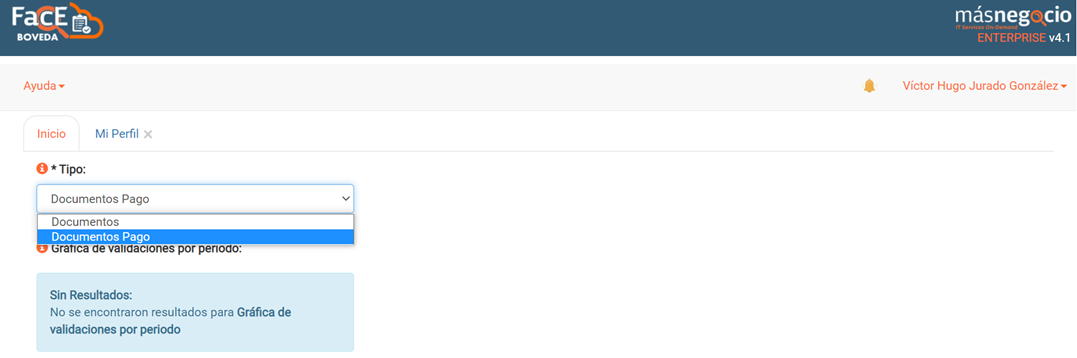 FacE
BOVEDA
másnegocio
IT Services On-Demand
ENTERPRISE v4.1
Ayuda
Víctor Hugo Jurado González
Inicio
Mi Perfil
* Tipo:
Documentos Pago
Documentos
Documentos Pago
Gráfica de validaciones por periodo:
Sin Resultados:
No se encontraron resultados para Gráfica de
validaciones por periodo